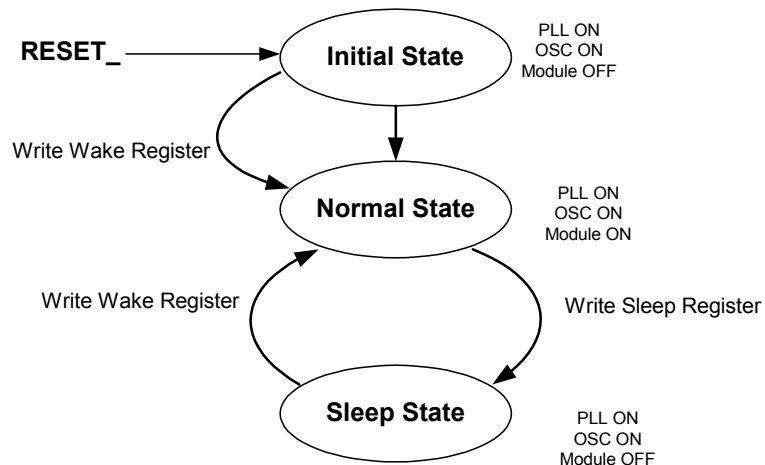 PLL ON
OSC ON
Module OFF
RESET_
Initial State
Write Wake Register
Normal State
PLL ON
OSC ON
Module ON
Write Wake Register
Write Sleep Register
Sleep State
PLL ON
OSC ON
Module OFF